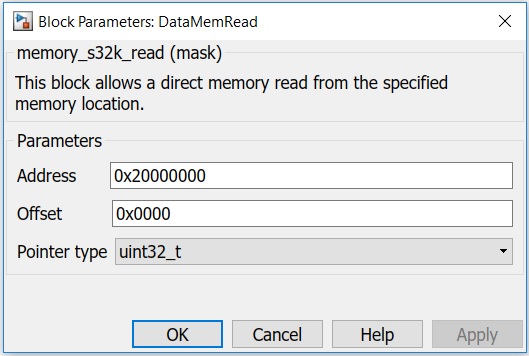 Block Parameters: DataMemRead
memory_s32k_read (mask)
This block allows a direct memory read from the specified
memory location.
Parameters
Address 0x20000000
Offset 0x0000
Pointer type uint32_t
OK Cancel Help Apply